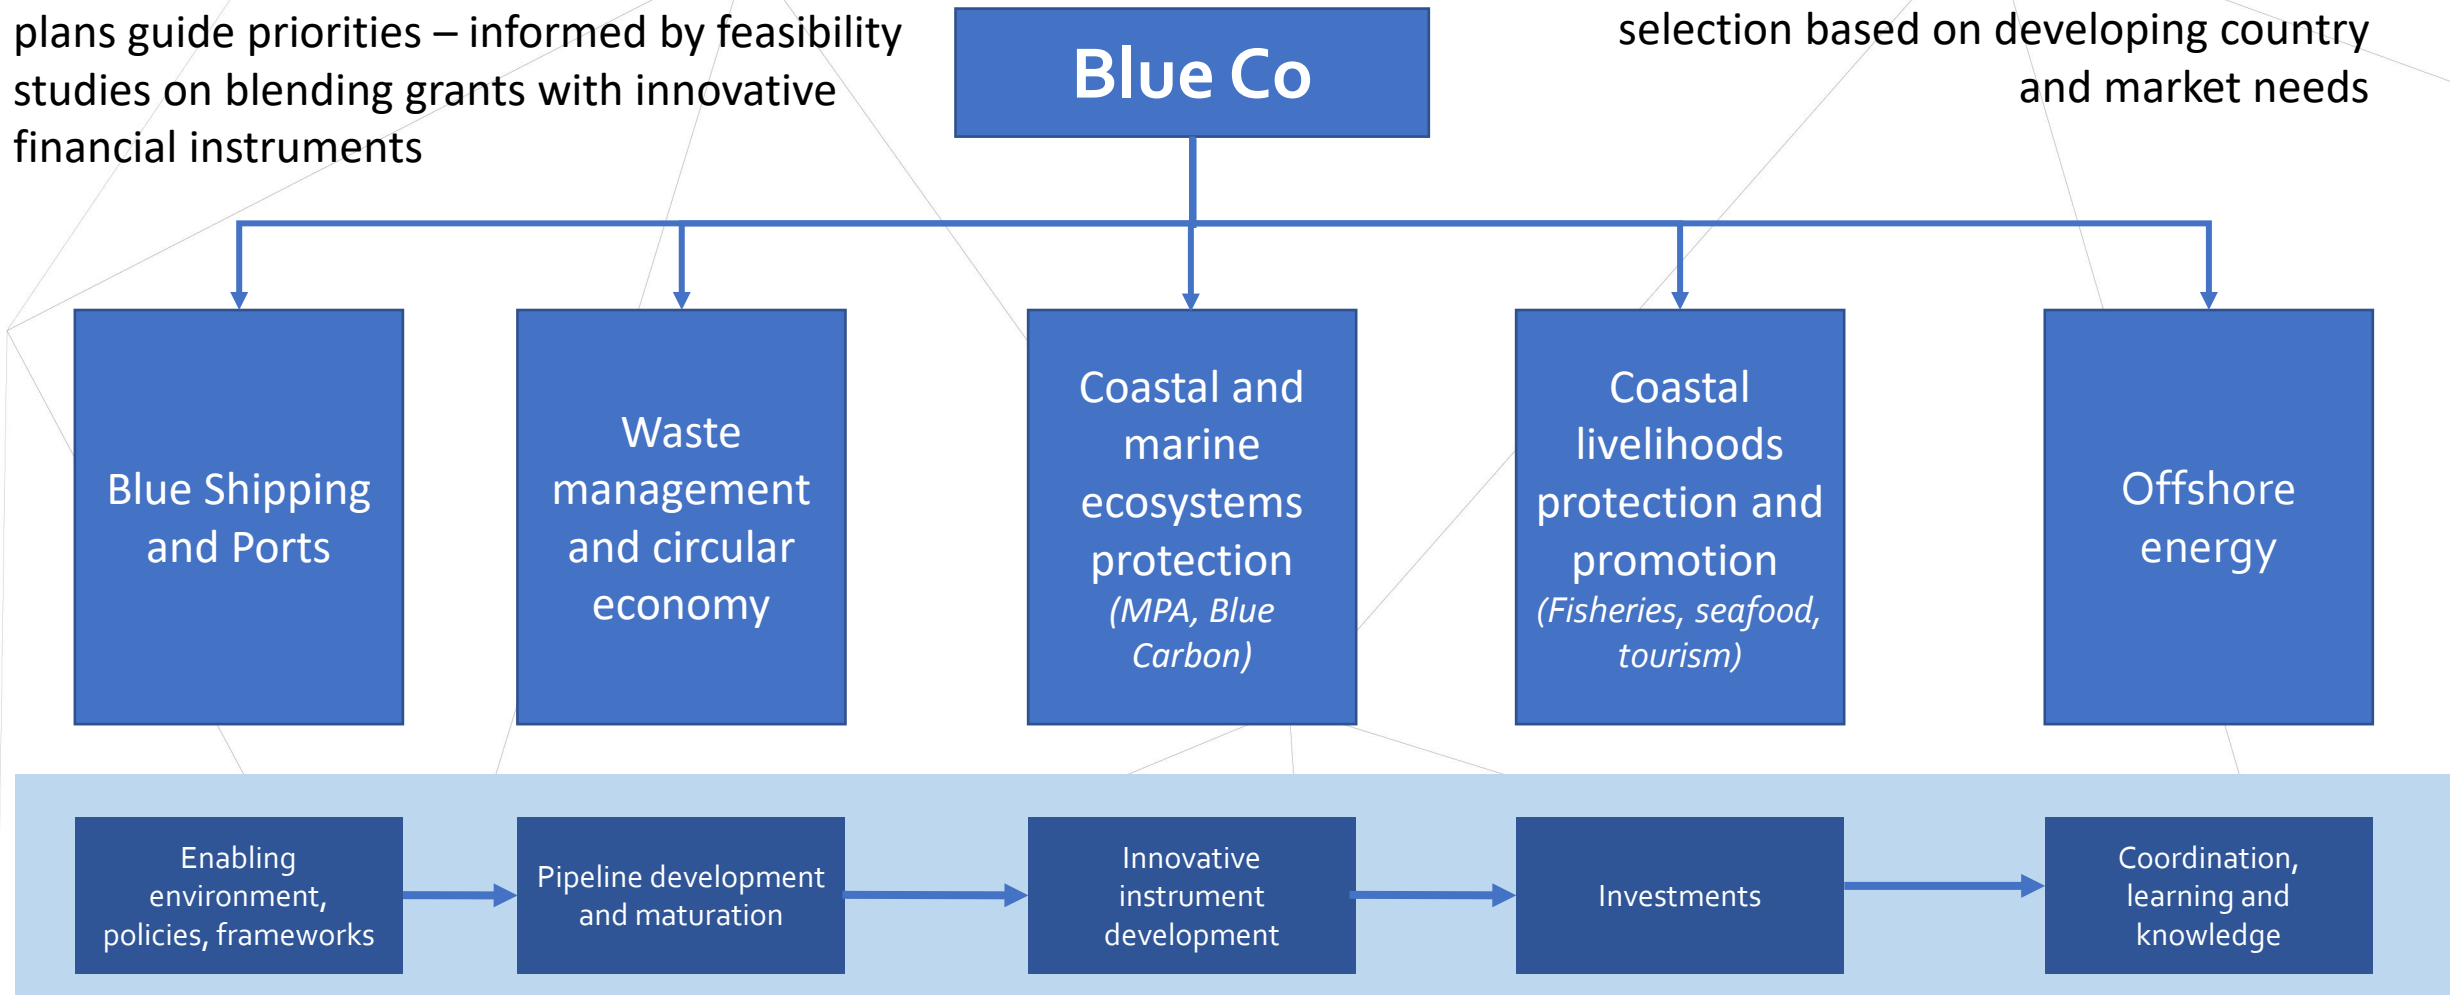 plans guide priorities – informed by feasibility
studies on blending grants with innovative
financial instruments
Blue Co
selection based on developing country
and market needs
Blue Shipping
and Ports
Waste
management
and circular
economy
Coastal and
marine
ecosystems
protection
(MPA, Blue
Carbon)
Coastal
livelihoods
protection and
promotion
(Fisheries, seafood,
tourism)
Offshore
energy
Enabling
environment,
policies, frameworks
Pipeline development
and maturation
Innovative
instrument
development
Investments
Coordination,
learning and
knowledge